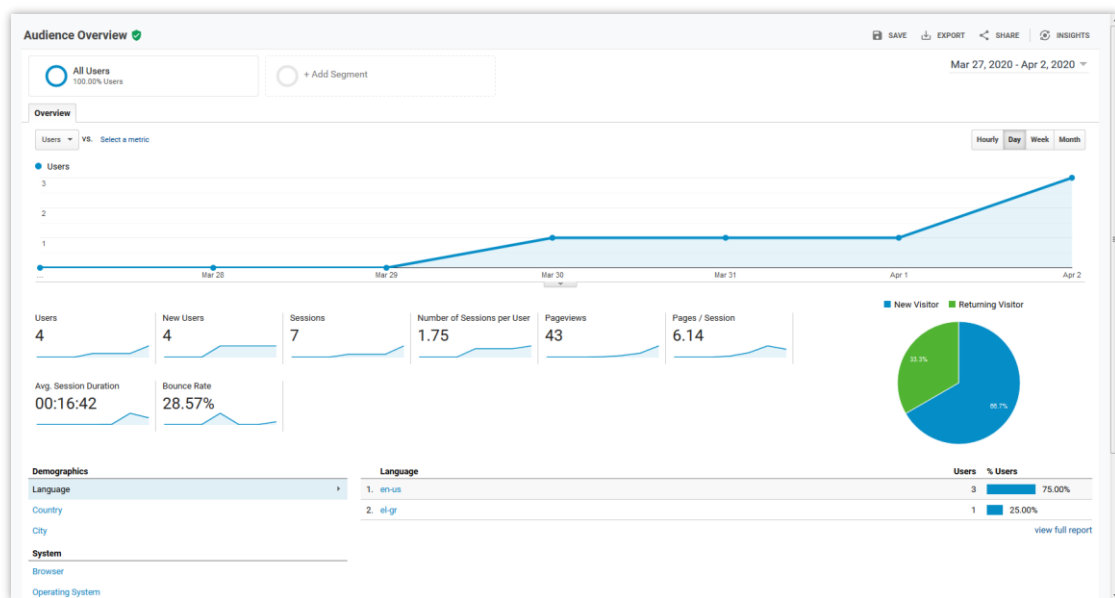 Audience Overview
SAVE EXPORT SHARE INSIGHTS
All Users
100.00% Users
+ Add Segment
Mar 27, 2020 - Apr 2, 2020
Overview
Users VS. Select a metric
Hourly Day Week Month
Users
3
2
1
... Mar 28 Mar 29 Mar 30 Mar 31 Apr 1 Apr 2
New Visitor Returning Visitor
33.3%
66.7%
Users
4
New Users
4
Sessions
7
Number of Sessions per User
1.75
Pageviews
43
Pages / Session
6.14
Avg. Session Duration
00:16:42
Bounce Rate
28.57%
Demographics
Language
Country
City
System
Browser
Operating System
Language Users % Users
1. en-us 3 75.00%
2. el-gr 1 25.00%
view full report